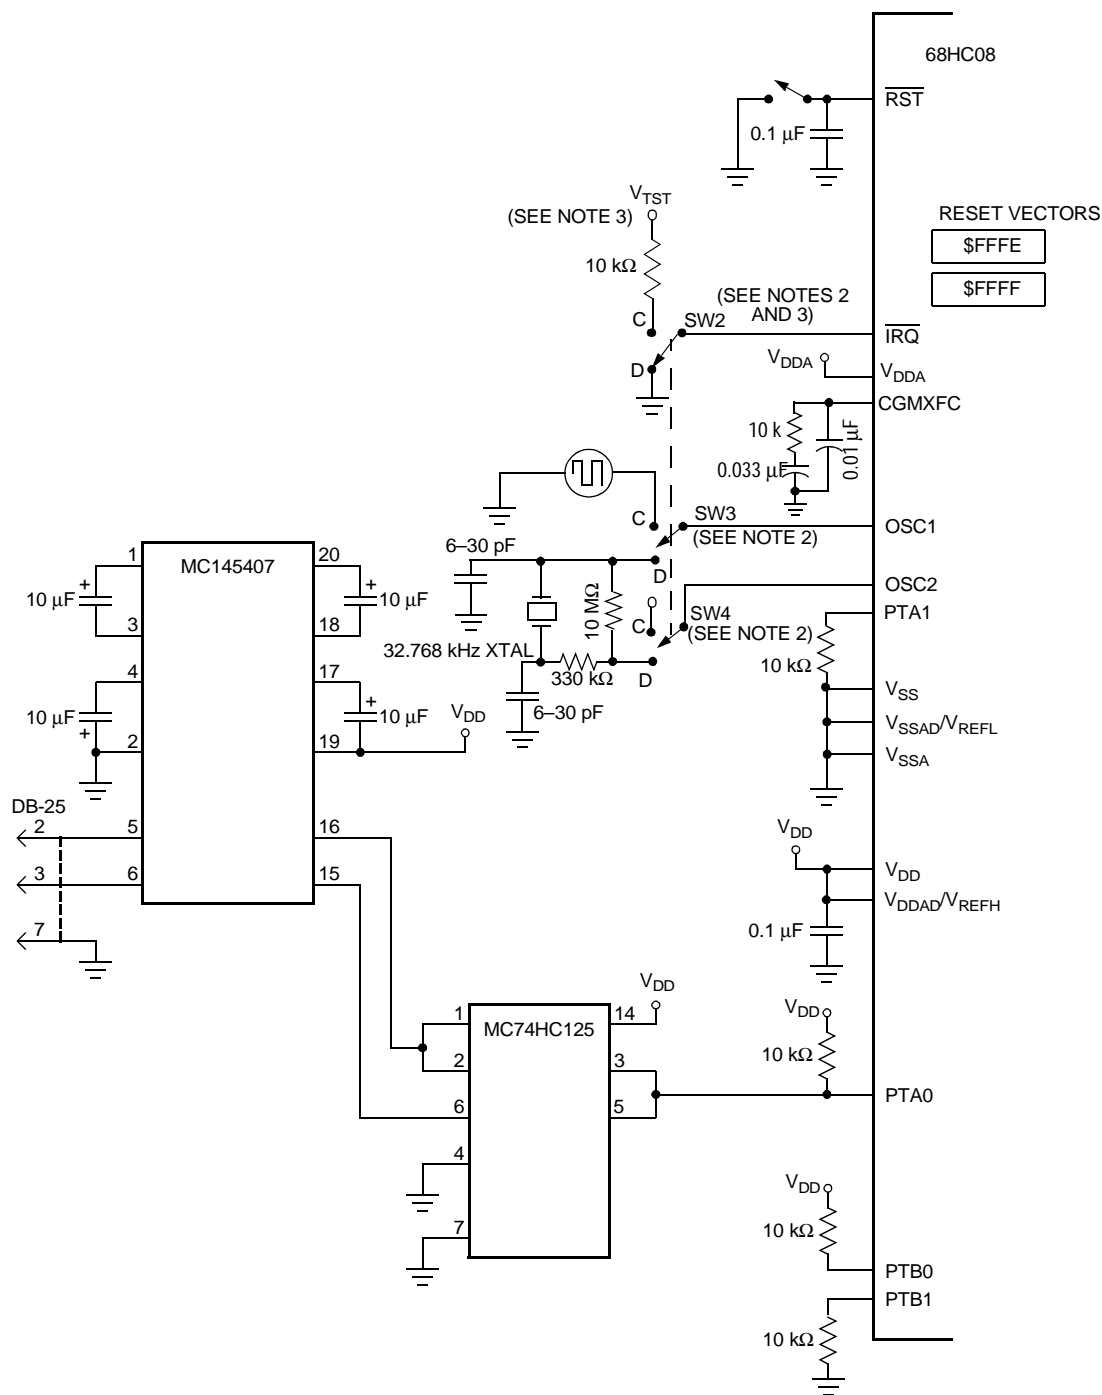 68HC08
RST
0.1 μF
VTST
(SEE NOTE 3)
RESET VECTORS
$FFFE
10 kΩ
$FFFF
(SEE NOTES 2
AND 3)
C
SW2
IRQ
D
VDDA
VDDA
CGMXFC
10 k
0.01 μF
0.033 μF
C
SW3
OSC1
(SEE NOTE 2)
6–30 pF
D
1
MC145407
20
10 μF
+
+
10 μF
OSC2
10 MΩ
SW4
PTA1
3
18
C
(SEE NOTE 2)
32.768 kHz XTAL
10 kΩ
4
17
330 kΩ
D
VSS
10 μF
+
+
10 μF
VDD
6–30 pF
VSSAD/VREFL
2
19
VSSA
DB-25
2
5
16
VDD
3
6
15
VDD
VDDAD/VREFH
7
0.1 μF
VDD
1
MC74HC125
14
VDD
2
3
10 kΩ
6
5
PTA0
4
VDD
7
10 kΩ
PTB0
PTB1
10 kΩ